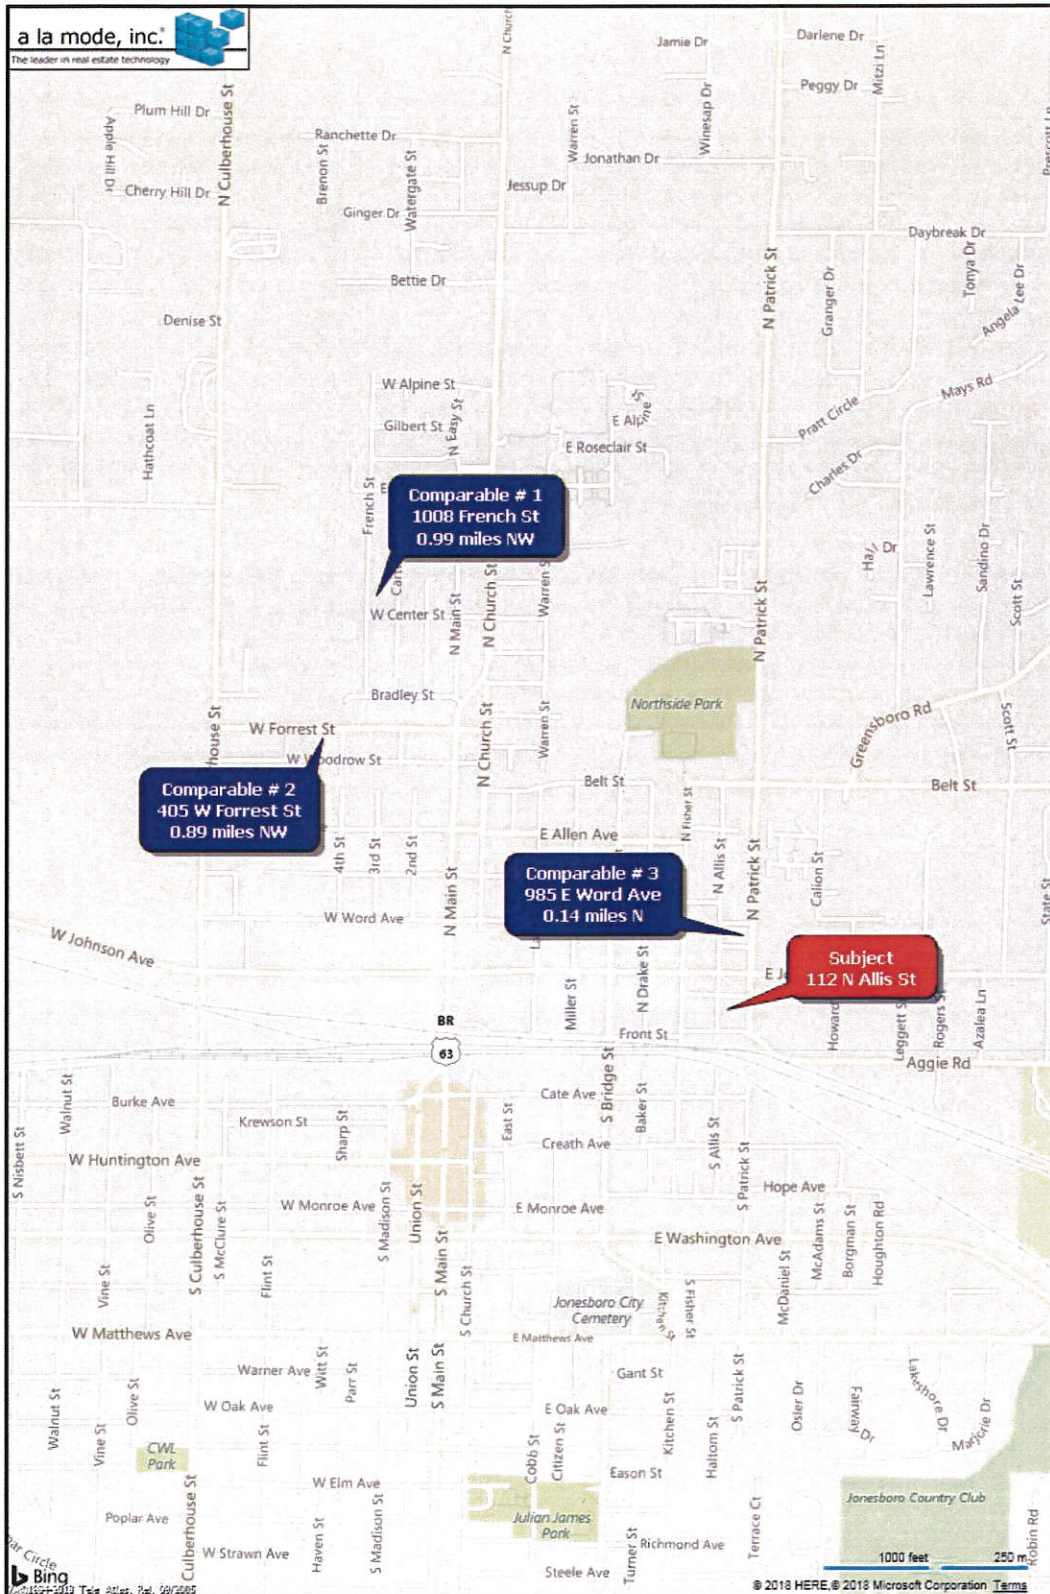 a la mode, inc.
The leader in real estate technology
N Church
Jamie Dr
Darlene Dr
Mitzi Ln
Peggy Dr
Plum Hill Dr
N Culberhouse St
Apple Hill Dr
Ranchette Dr
Brenon St
Watergate St
Warren St
Winesap Dr
Jonathan Dr
Prescott Ln
Cherry Hill Dr
Jessup Dr
Ginger Dr
Daybreak Dr
N Patrick St
Granger Dr
Tonya Dr
Angela Lee Dr
Bettie Dr
Denise St
W Alpine St
Mays Rd
Hathcoat Ln
Gilbert St
N Easy St
E Alpine St
Pratt Circle
E Roseclair St
Charles Dr
French St
E
Comparable # 1
1008 French St
0.99 miles NW
Lawrence St
Sandino Dr
Scott St
Dr
W Center St
N Main St
N Church St
Warren St
N Patrick St
Bradley St
Northside Park
Greensboro Rd
Scott St
W Forrest St
house St
W Woodrow St
N Church St
Warren St
Belt St
Belt St
Comparable # 2
405 W Forrest St
0.89 miles NW
N Fisher St
E Allen Ave
4th St
3rd St
2nd St
N Main St
N Allis St
N Patrick St
Calion St
Comparable # 3
985 E Word Ave
0.14 miles N
State St
W Word Ave
W Johnson Ave
Subject
112 N Allis St
E J
Miller St
N Drake St
Howard
Leggett S
Rogers S
Azalea Ln
BR
63
Front St
Aggie Rd
Walnut St
Burke Ave
Krewson St
Sharp St
East St
Cate Ave
S Bridge St
Baker St
Creath Ave
S Allis St
S Patrick St
S Nisbett St
W Huntington Ave
Hope Ave
Olive St
S Culberhouse St
S McClure St
W Monroe Ave
S Madison St
Union St
S Main St
E Monroe Ave
E Washington Ave
McAdams St
Borgman St
Houghton Rd
Vine St
Flint St
S Church St
Jonesboro City
Cemetery
Kitchen St
S Fisher St
McDaniel St
W Matthews Ave
E Matthews Ave
Warner Ave
Witt St
Parr St
Union St
S Main St
Gant St
S Patrick St
Walnut St
Olive St
W Oak Ave
E Oak Ave
Kitchen St
Haltom St
Osler Dr
Fairway Dr
Lakeshore Dr
Marjorie Dr
Vine St
CWL
Park
Flint St
Cobb St
Citizen St
Eason St
W Elm Ave
Poplar Ave
Culberhouse St
W Strawn Ave
Haven St
S Madison St
Julian James
Park
Turner St
Richmond Ave
Terrace Ct
Jonesboro Country Club
Robin Rd
Circle
Steele Ave
1000 feet
250 m
Bing
© 2018 HERE,© 2018 Microsoft Corporation Terms